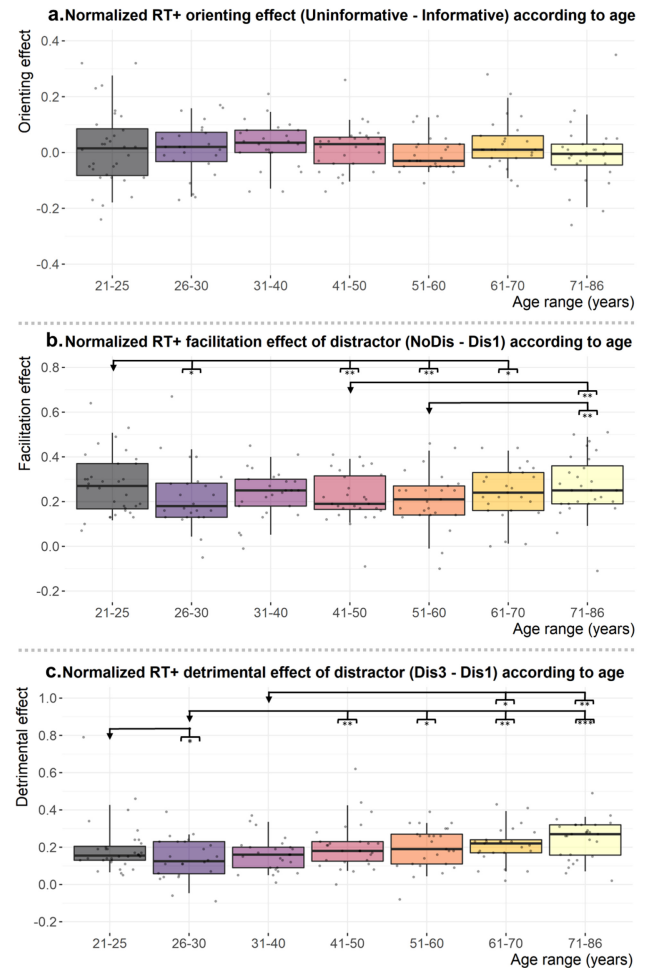 a. Normalized RT+ orienting effect (Uninformative - Informative) according to age
Orienting effect
0.4
0.2
0.0
-0.2
-0.4
21-25 26-30 31-40 41-50 51-60 61-70 71-86
Age range (years)
b. Normalized RT+ facilitation effect of distractor (NoDis - Dis1) according to age
Facilitation effect
0.8
0.6
0.4
0.2
0.0
-0.2
* ** ** *
**
**
21-25 26-30 31-40 41-50 51-60 61-70 71-86
Age range (years)
c. Normalized RT+ detrimental effect of distractor (Dis3 - Dis1) according to age
Detrimental effect
1.0
0.8
0.6
0.4
0.2
0.0
-0.2
* **
** * ** ***
*
21-25 26-30 31-40 41-50 51-60 61-70 71-86
Age range (years)